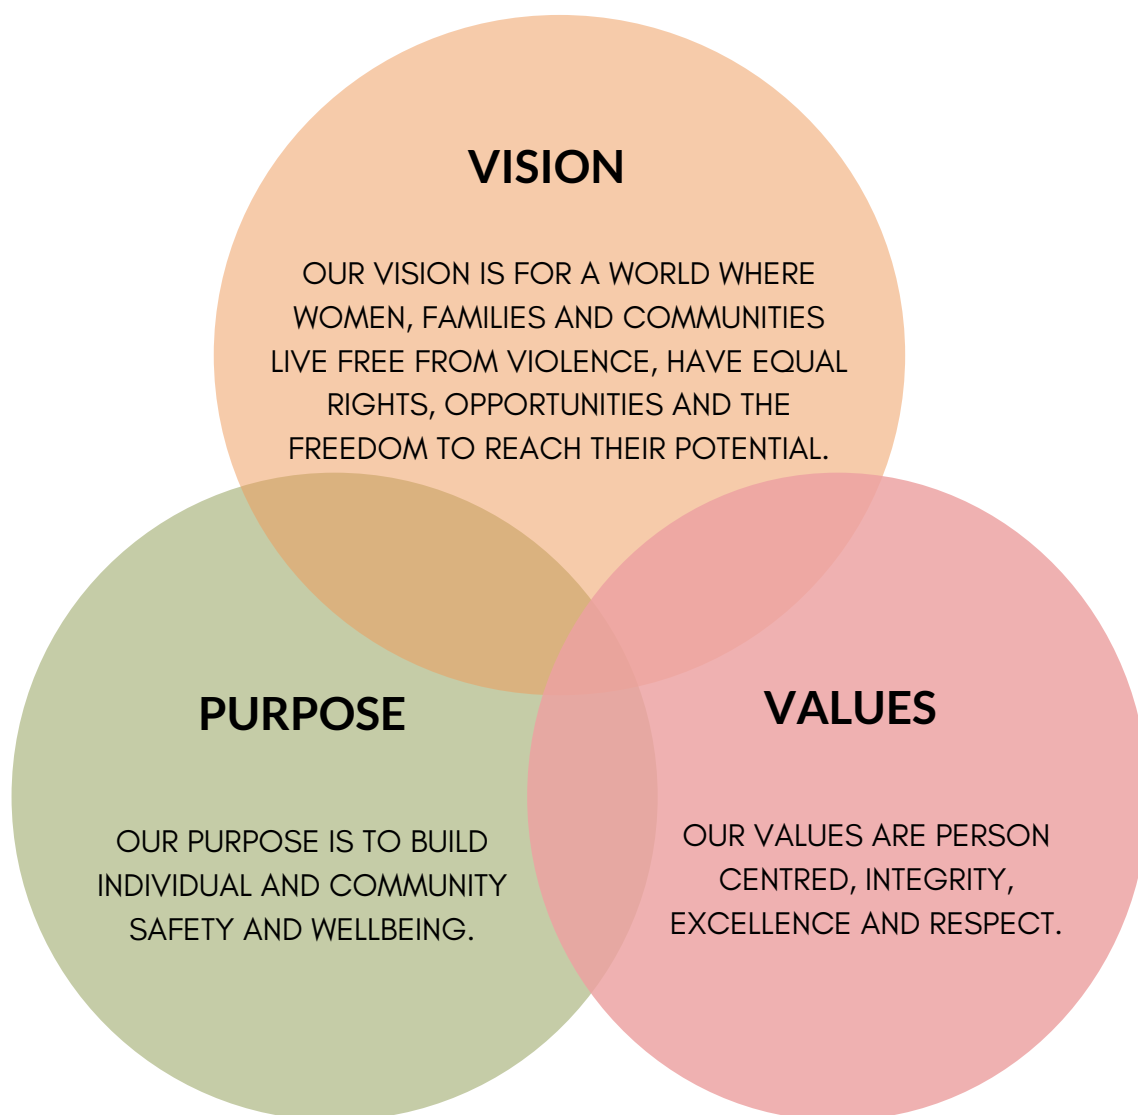 VISION
OUR VISION IS FOR A WORLD WHERE
WOMEN, FAMILIES AND COMMUNITIES
LIVE FREE FROM VIOLENCE, HAVE EQUAL
RIGHTS, OPPORTUNITIES AND THE
FREEDOM TO REACH THEIR POTENTIAL.
PURPOSE
OUR PURPOSE IS TO BUILD
INDIVIDUAL AND COMMUNITY
SAFETY AND WELLBEING.
VALUES
OUR VALUES ARE PERSON
CENTRED, INTEGRITY,
EXCELLENCE AND RESPECT.